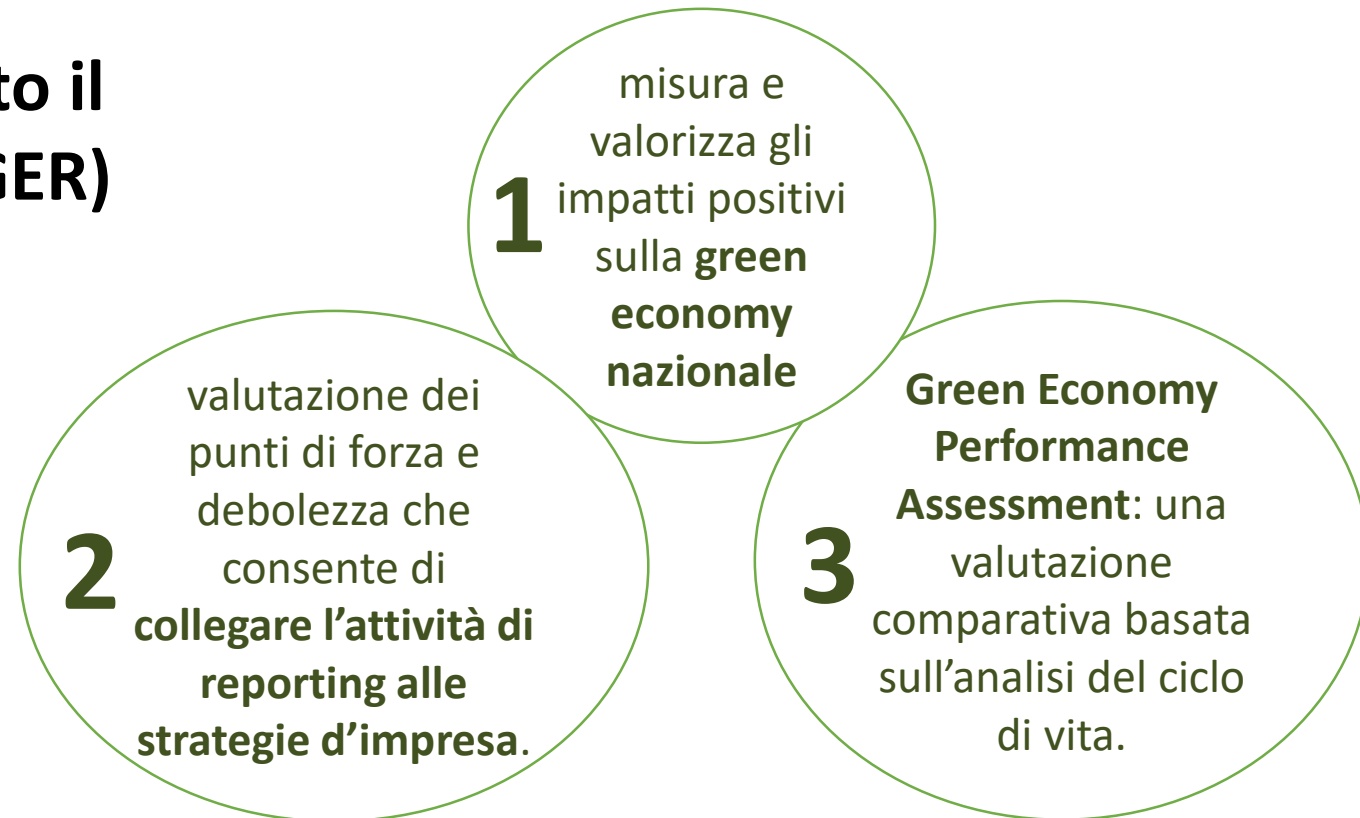 to il
GER)
1
misura e
valorizza gli
impatti positivi
sulla green
economy
nazionale
2
valutazione dei
punti di forza e
debolezza che
consente di
collegare l’attività di
reporting alle
strategie d’impresa.
3
Green Economy
Performance
Assessment: una
valutazione
comparativa basata
sull’analisi del ciclo
di vita.